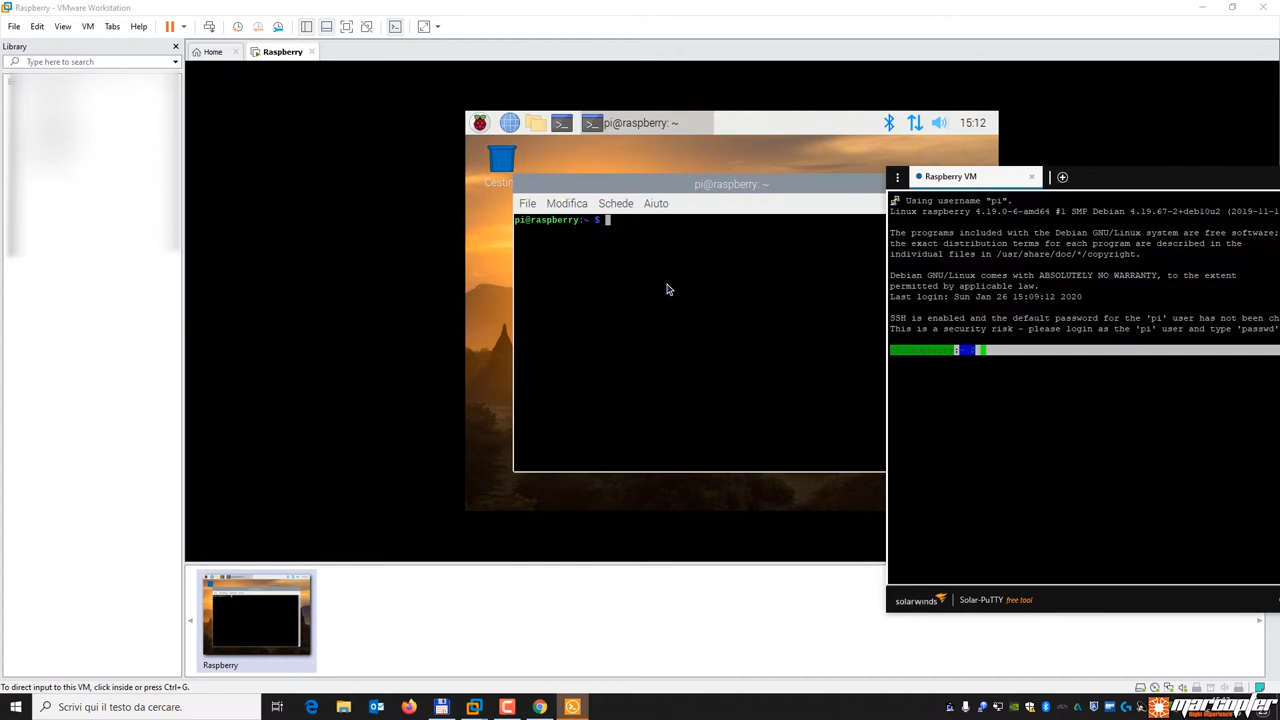 Raspberry - VMware Workstation
File Edit View VM Tabs Help
Library
Type here to search
Home
Raspberry
pi@raspberry: ~
15:12
Cestin
pi@raspberry: ~
File Modifica Schede Aiuto
pi@raspberry:~ $
Raspberry VM
Using username "pi".
Linux raspberry 4.19.0-6-amd64 #1 SMP Debian 4.19.67-2+deb10u2 (2019-11-1
The programs included with the Debian GNU/Linux system are free software;
the exact distribution terms for each program are described in the
individual files in /usr/share/doc/*/copyright.
Debian GNU/Linux comes with ABSOLUTELY NO WARRANTY, to the extent
permitted by applicable law.
Last login: Sun Jan 26 15:09:12 2020
SSH is enabled and the default password for the 'pi' user has not been ch
This is a security risk - please login as the 'pi' user and type 'passwd'
solarwinds
Solar-PuTTY free tool
Raspberry
To direct input to this VM, click inside or press Ctrl+G.
Scrivi qui il testo da cercare.
marcopter